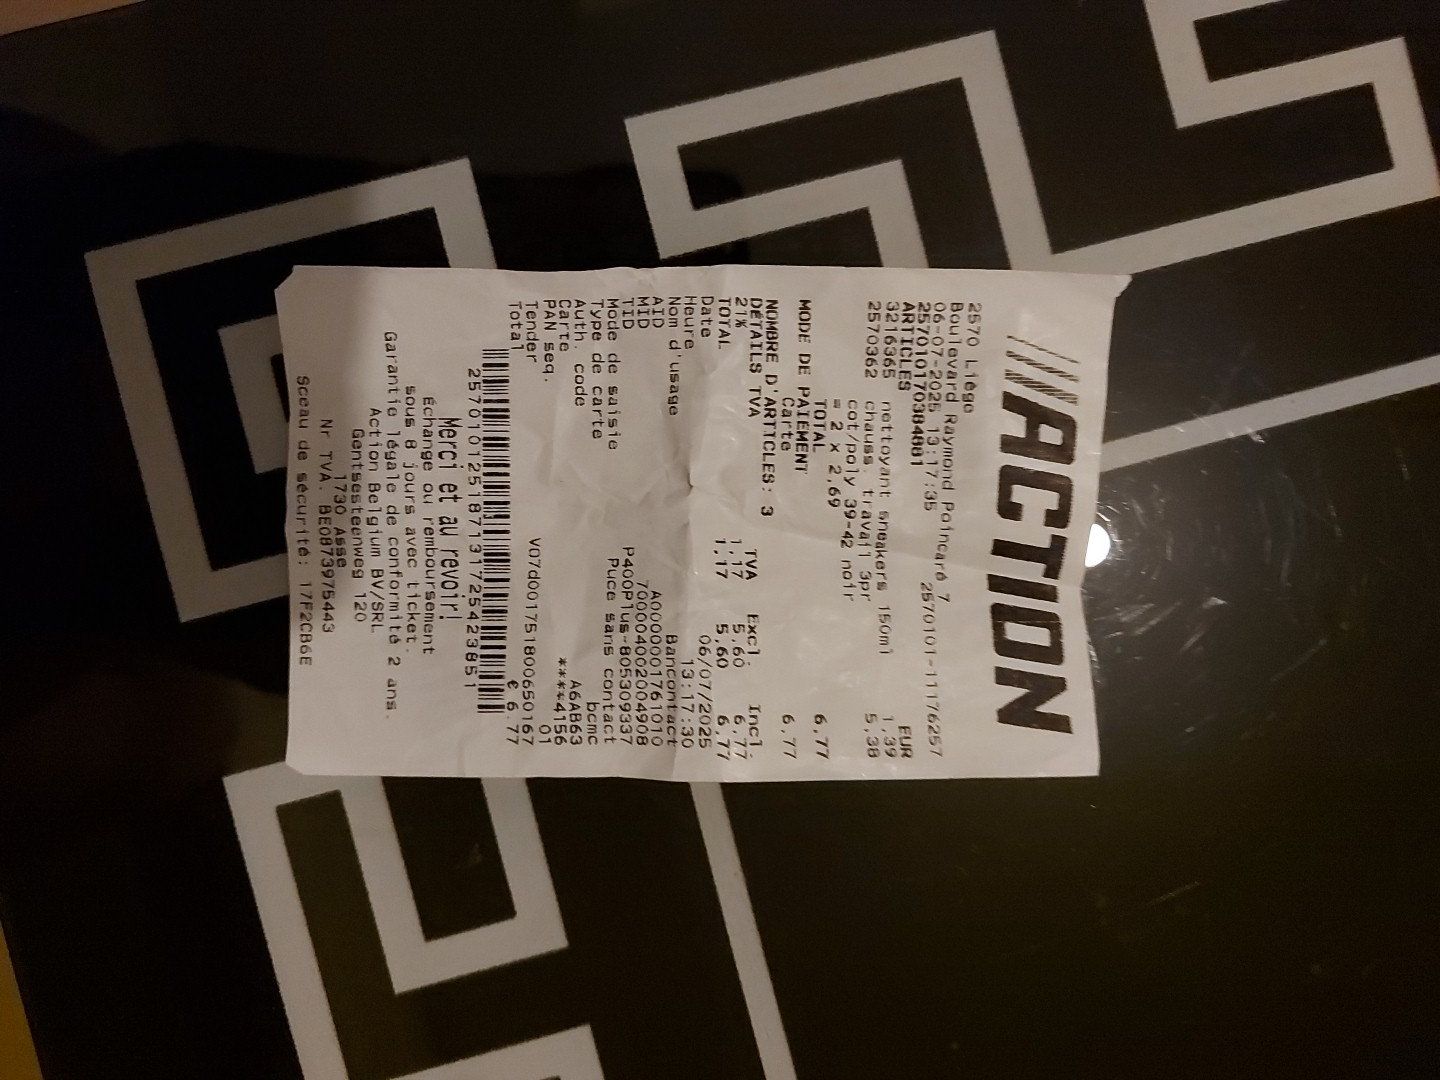 ACTION
2570 Liège
Boulevard Raymond Poincaré 7
06-07-2025 13:17:35 2570101-11176257
257010170384881
ARTICLES EUR
3216365 nettoyant sneakers 150ml 1,39
2570362 chauss. travail 3pr 5,38
cot/poly 39-42 noir
= 2 x 2,69
TOTAL 6,77
MODE DE PAIEMENT
Carte 6,77
NOMBRE D'ARTICLES: 3
DÉTAILS TVA TVA Excl. Incl.
21% 1,17 5,60 6,77
TOTAL 1,17 5,60 6,77
Date 06/07/2025
Heure 13:17:30
Nom d'usage Bancontact
AID A0000001761010
MID 700004002004908
TID P400Plus-805309337
Mode de saisie Puce sans contact
Type de carte bcmc
Auth. code A6AB63
Carte ****4156
PAN seq. 01
Tender V07d001751800650167
Total € 6.77
2570101251871317254238 51
Merci et au revoir!
Échange ou remboursement
sous 8 jours avec ticket.
Garantie légale de conformité 2 ans.
Action Belgium BV/SRL
Gentsesteenweg 120
1730 Asse
Nr TVA. BE0873975443
Sceau de sécurité: 17F2CB6E